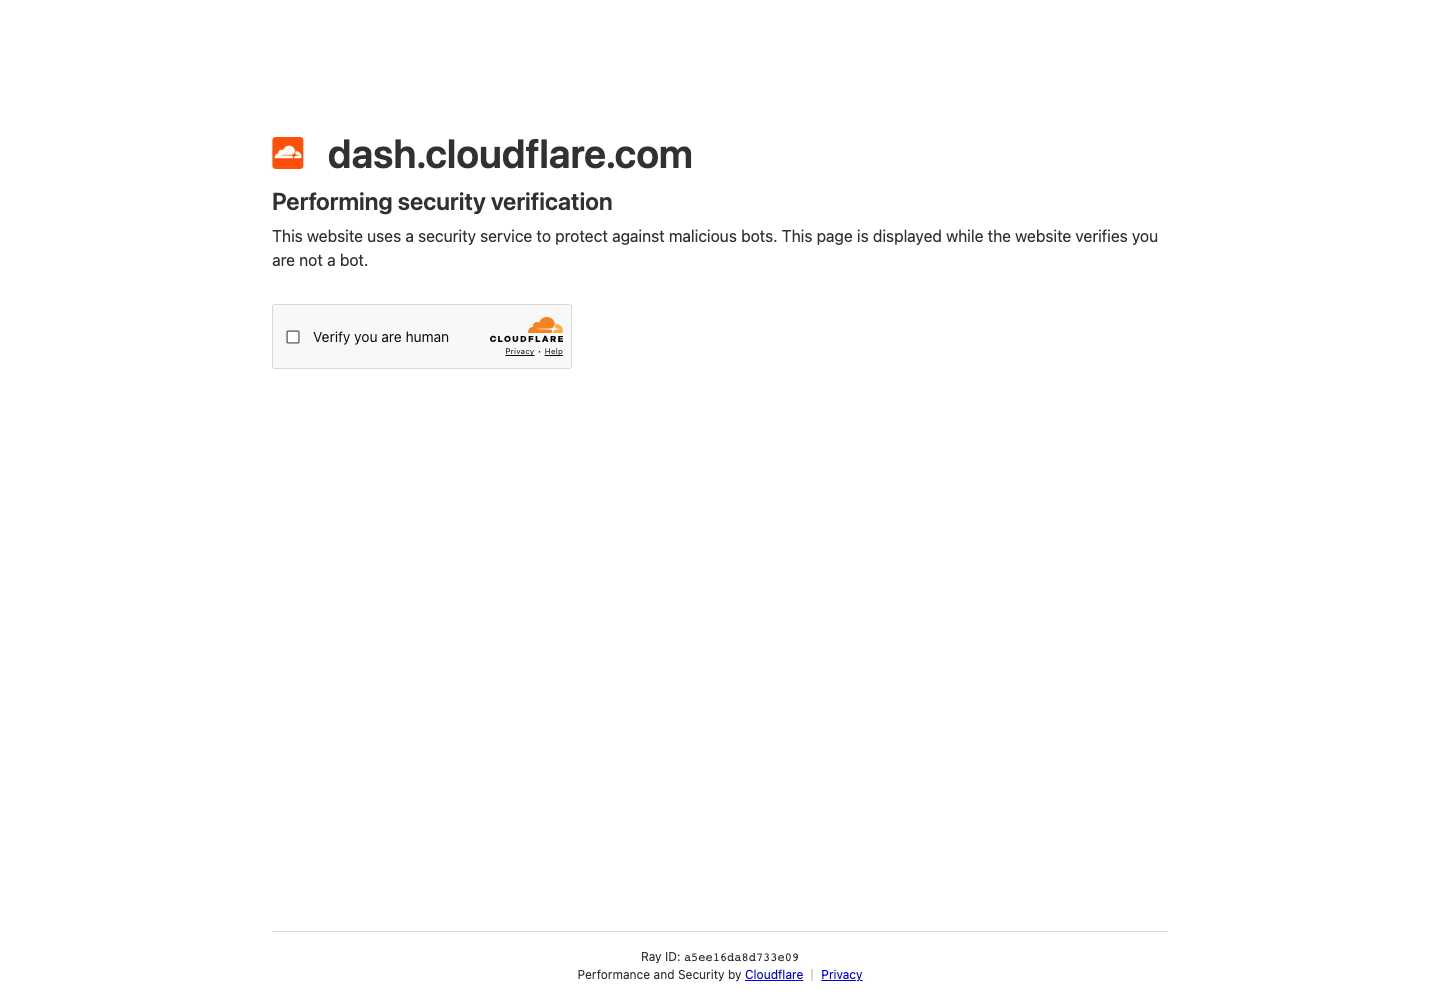 dash.cloudflare.com
Performing security verification
This website uses a security service to protect against malicious bots. This page is displayed while the website verifies you
are not a bot.
Verify you are human
CLOUDFLARE
Privacy • Help
Ray ID: a5ee16da8d733e09
Performance and Security by Cloudflare | Privacy